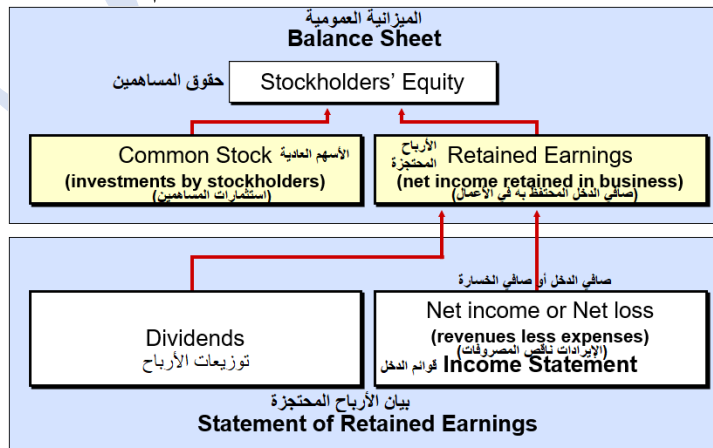 الميزانية العمومية
Balance Sheet
حقوق المساهمين Stockholders' Equity
Common Stock الأسهم العادية
(investments by stockholders)
(استثمارات المساهمين)
الأرباح المحتجزة
Retained Earnings
(net income retained in business)
(صافي الدخل المحتفظ به في الأعمال)
Dividends
توزيعات الأرباح
صافي الدخل أو صافي الخسارة
Net income or Net loss
(revenues less expenses)
(الإيرادات ناقص المصروفات)
قوائم الدخل Income Statement
بيان الأرباح المحتجزة
Statement of Retained Earnings